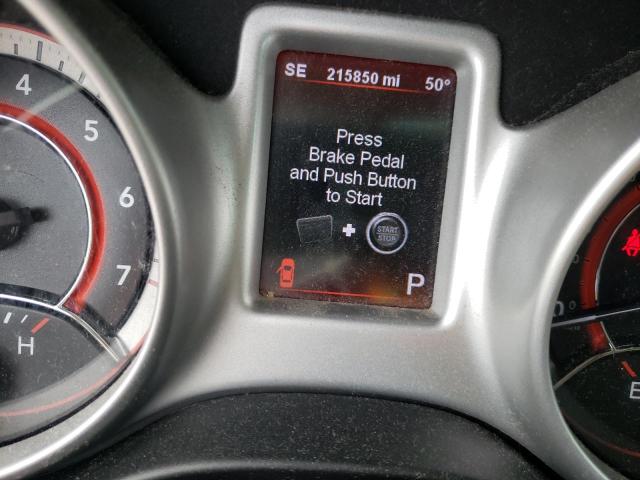 SE 215850 mi 50°
Press
Brake Pedal
and Push Button
to Start
+ START
STOP
P
4
5
6
7
H
E